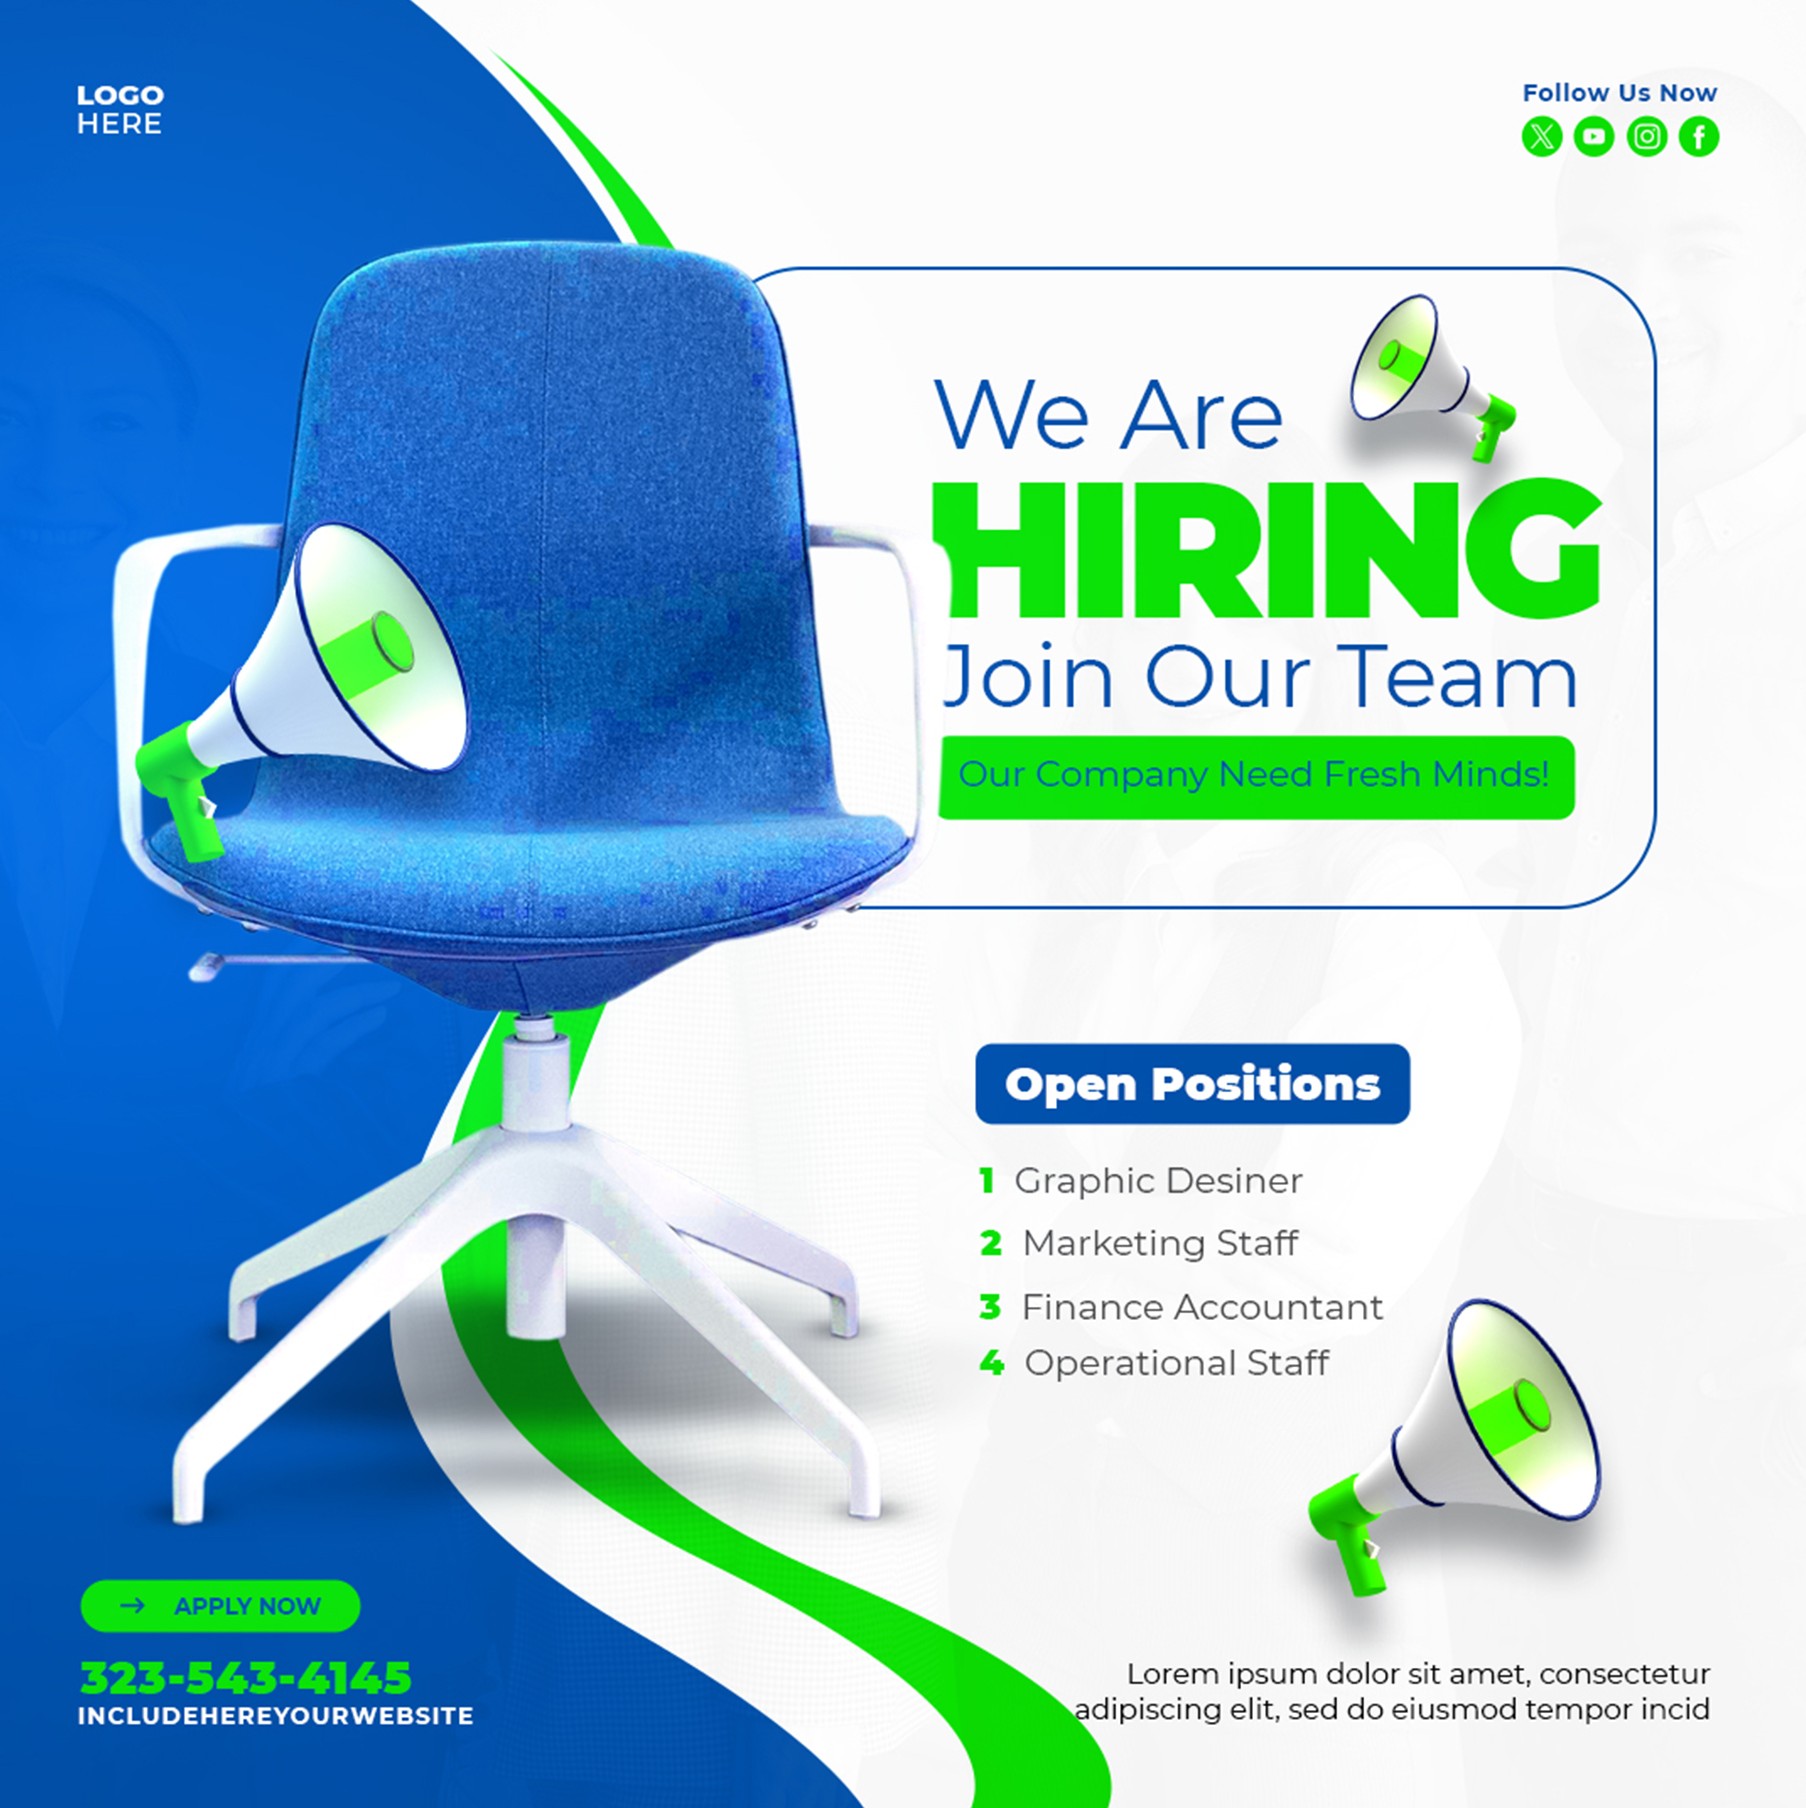 LOGO
HERE
Follow Us Now
We Are
HIRING
Join Our Team
Our Company Need Fresh Minds!
Open Positions
1 Graphic Desiner
2 Marketing Staff
3 Finance Accountant
4 Operational Staff
→ APPLY NOW
323-543-4145
INCLUDEHEREYOURWEBSITE
Lorem ipsum dolor sit amet, consectetur
adipiscing elit, sed do eiusmod tempor incid